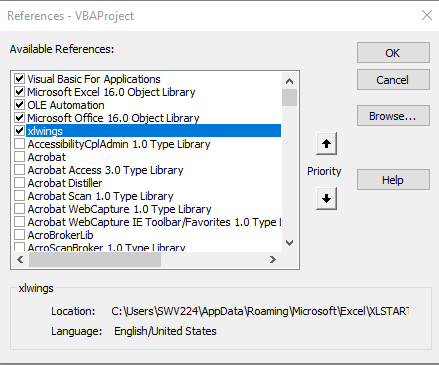 References - VBAProject
Available References:
Visual Basic For Applications
Microsoft Excel 16.0 Object Library
OLE Automation
Microsoft Office 16.0 Object Library
xlwings
AccessibilityCplAdmin 1.0 Type Library
Acrobat
Acrobat Access 3.0 Type Library
Acrobat Distiller
Acrobat Scan 1.0 Type Library
Acrobat WebCapture 1.0 Type Library
Acrobat WebCapture IE Toolbar/Favorites 1.0 Type
AcroBrokerLib
AcroScanBroker 1.0 Type Library
Priority
OK
Cancel
Browse...
Help
xlwings
Location: C:\Users\SWV224\AppData\Roaming\Microsoft\Excel\XLSTART
Language: English/United States